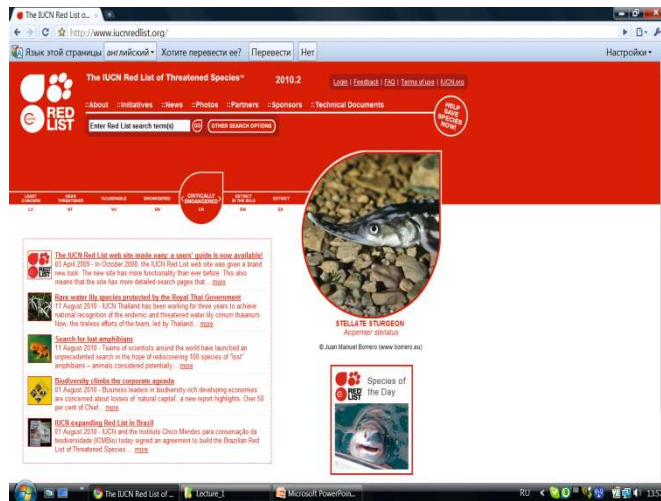 The IUCN Red List o...
http://www.iucnredlist.org/
Язык этой страницы английский Хотите перевести ее? Перевести Нет Настройки
The IUCN Red List of Threatened Species™ 2010.2
Login | Feedback | FAQ | Terms of use | IUCN.org
::About ::Initiatives ::News ::Photos ::Partners ::Sponsors ::Technical Documents
RED
LIST
Enter Red List search term(s) GO OTHER SEARCH OPTIONS
HELP
SAVE
SPECIES
NOW!
LEAST CONCERN NEAR THREATENED VULNERABLE ENDANGERED CRITICALLY ENDANGERED EXTINCT IN THE WILD EXTINCT
LC NT VU EN CR EW EX
The IUCN Red List web site made easy: a users' guide is now available!
03 April 2009 - In October 2008, the IUCN Red List web site was given a brand
new look. The new site has more functionality than ever before. This also
means that the site has more detailed search pages that... more
Rare water lily species protected by the Royal Thai Government
11 August 2010 - IUCN Thailand has been working for three years to achieve
national recognition of the endemic and threatened water lily crinum thaianum.
Now, the tireless efforts of the team, led by Thailand... more
Search for lost amphibians
11 August 2010 - Teams of scientists around the world have launched an
unprecedented search in the hope of rediscovering 100 species of "lost"
amphibians – animals considered potentially... more
Biodiversity climbs the corporate agenda
01 August 2010 - Business leaders in biodiversity-rich developing economies
are concerned about losses of 'natural capital', a new report highlights. Over 50
per cent of Chief... more
IUCN expanding Red List in Brazil
01 August 2010 - IUCN and the Instituto Chico Mendes para conservação da
biodiversidade (ICMBio) today signed an agreement to build the Brazilian Red
List of Threatened Species... more
STELLATE STURGEON
Acipenser stellatus
© Juan Manuel Borrero (www.borrero.eu)
RED
LIST
Species of
the Day
The IUCN Red List of ... Lecture_1 Microsoft PowerPoin... RU